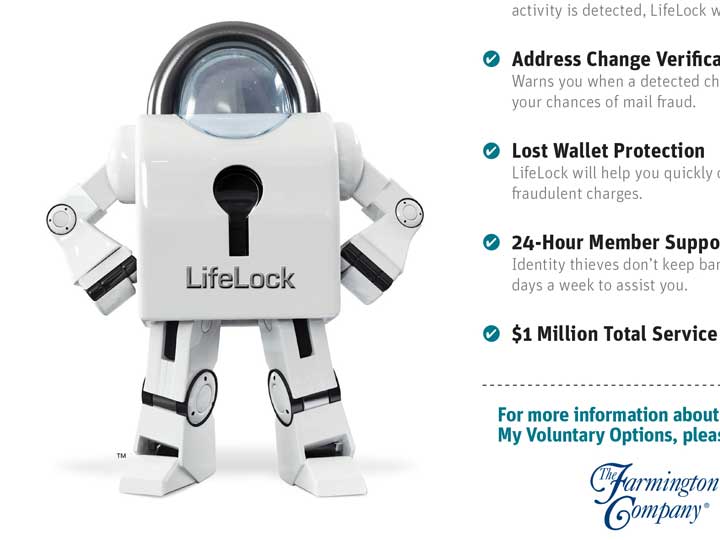 activity is detected, LifeLock w
Address Change Verifica
Warns you when a detected ch
your chances of mail fraud.
Lost Wallet Protection
LifeLock will help you quickly
fraudulent charges.
24-Hour Member Suppo
Identity thieves don't keep ban
days a week to assist you.
$1 Million Total Service
For more information about
My Voluntary Options, pleas
LifeLock
™
The Farmington
Company®